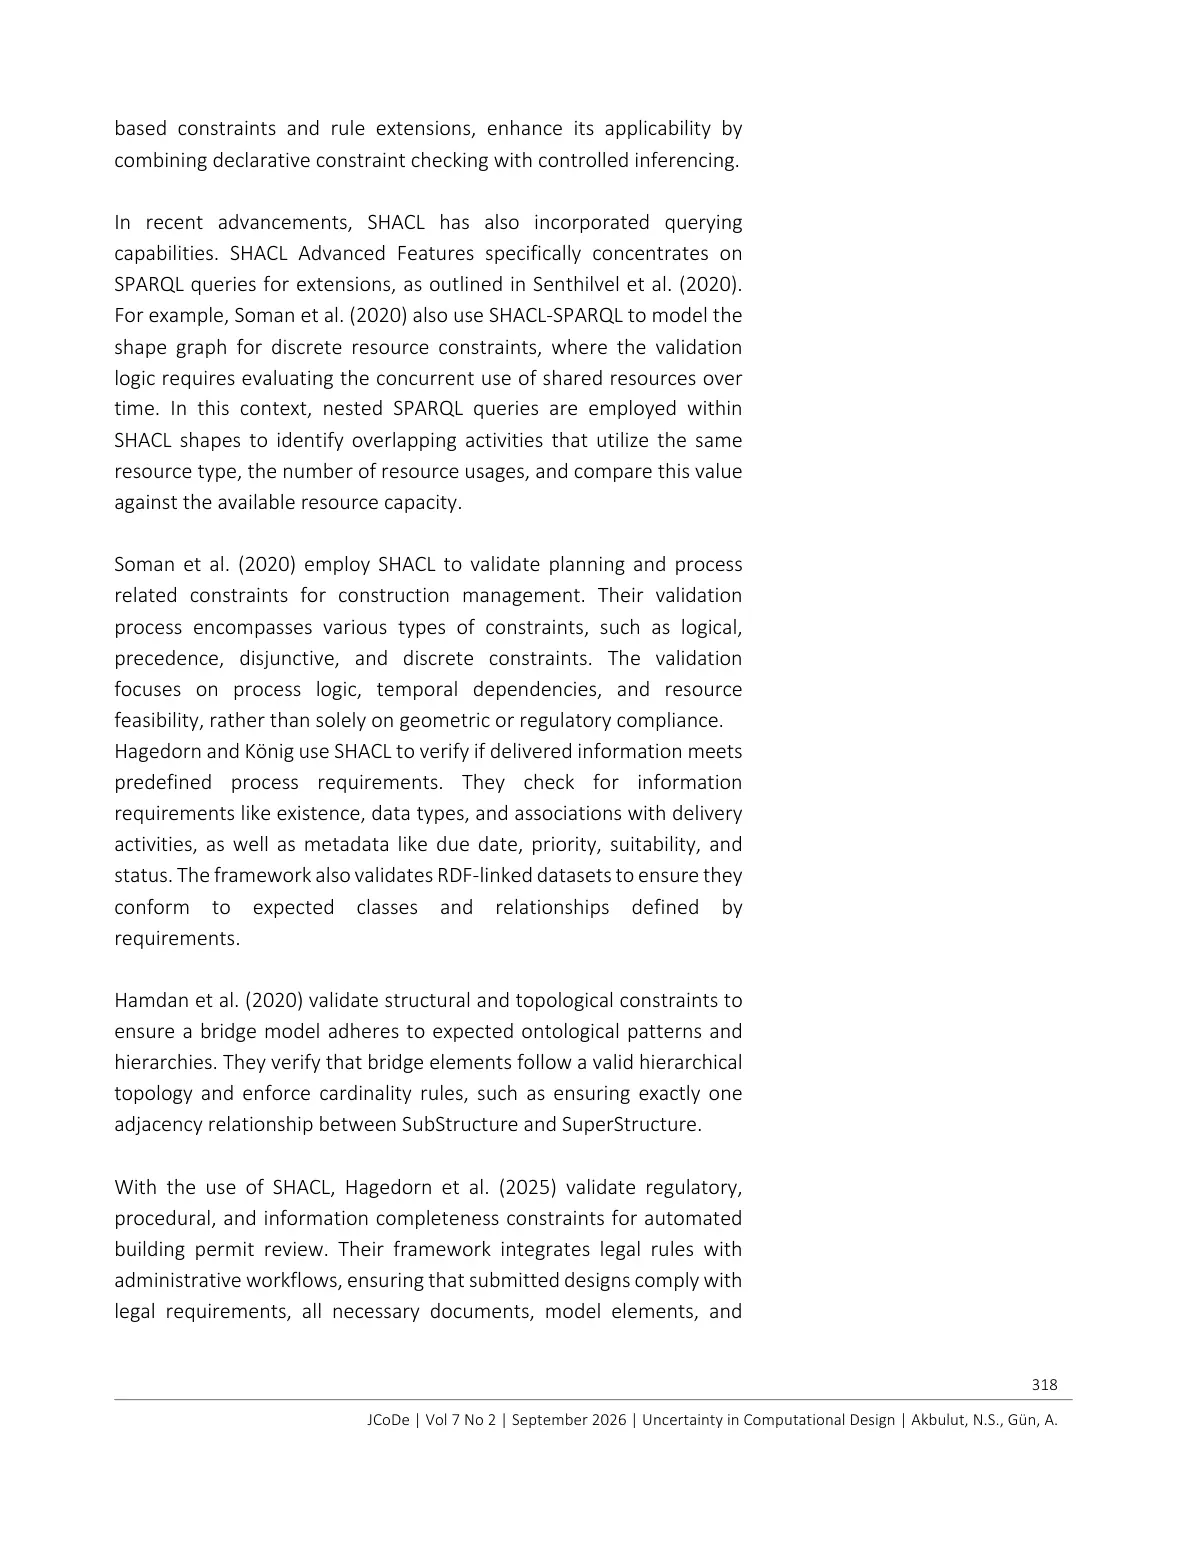 based constraints and rule extensions, enhance its applicability by
combining declarative constraint checking with controlled inferencing.
In recent advancements, SHACL has also incorporated querying
capabilities. SHACL Advanced Features specifically concentrates on
SPARQL queries for extensions, as outlined in Senthilvel et al. (2020).
For example, Soman et al. (2020) also use SHACL-SPARQL to model the
shape graph for discrete resource constraints, where the validation
logic requires evaluating the concurrent use of shared resources over
time. In this context, nested SPARQL queries are employed within
SHACL shapes to identify overlapping activities that utilize the same
resource type, the number of resource usages, and compare this value
against the available resource capacity.
Soman et al. (2020) employ SHACL to validate planning and process
related constraints for construction management. Their validation
process encompasses various types of constraints, such as logical,
precedence, disjunctive, and discrete constraints. The validation
focuses on process logic, temporal dependencies, and resource
feasibility, rather than solely on geometric or regulatory compliance.
Hagedorn and König use SHACL to verify if delivered information meets
predefined process requirements. They check for information
requirements like existence, data types, and associations with delivery
activities, as well as metadata like due date, priority, suitability, and
status. The framework also validates RDF-linked datasets to ensure they
conform to expected classes and relationships defined by
requirements.
Hamdan et al. (2020) validate structural and topological constraints to
ensure a bridge model adheres to expected ontological patterns and
hierarchies. They verify that bridge elements follow a valid hierarchical
topology and enforce cardinality rules, such as ensuring exactly one
adjacency relationship between SubStructure and SuperStructure.
With the use of SHACL, Hagedorn et al. (2025) validate regulatory,
procedural, and information completeness constraints for automated
building permit review. Their framework integrates legal rules with
administrative workflows, ensuring that submitted designs comply with
legal requirements, all necessary documents, model elements, and
318
JCoDe | Vol 7 No 2 | September 2026 | Uncertainty in Computational Design | Akbulut, N.S., Gün, A.